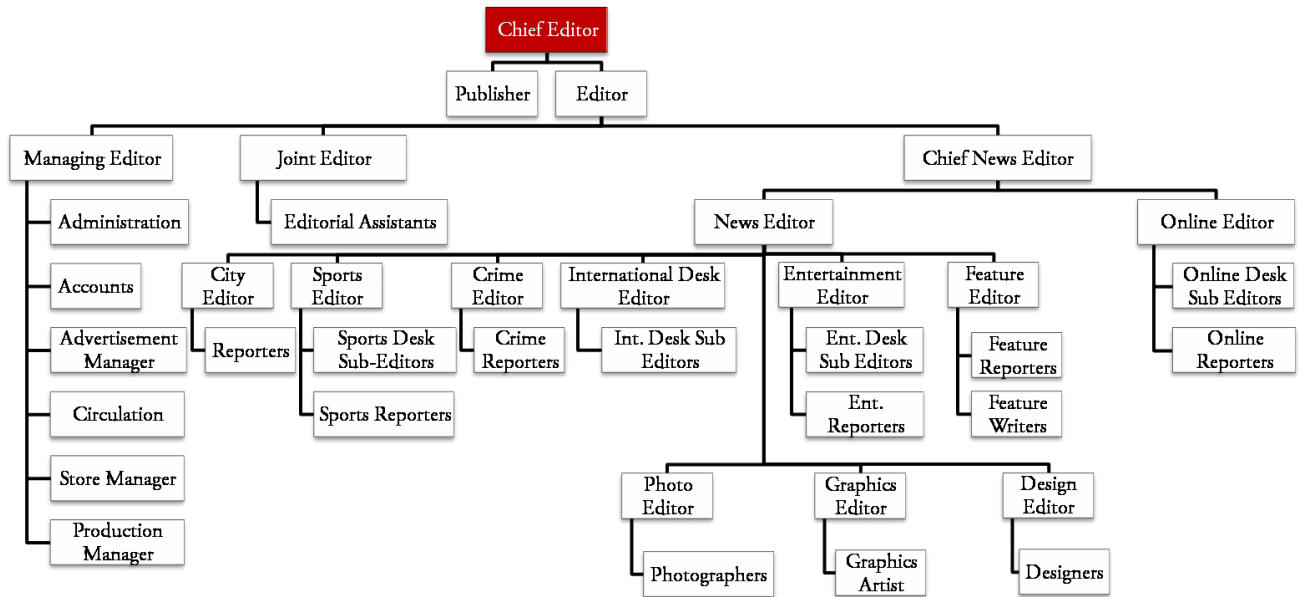 Chief Editor
Publisher
Editor
Managing Editor
Joint Editor
Chief News Editor
Administration
Editorial Assistants
News Editor
Online Editor
Accounts
City
Editor
Sports
Editor
Crime
Editor
International Desk
Editor
Entertainment
Editor
Feature
Editor
Online Desk
Sub Editors
Advertisement
Manager
Reporters
Sports Desk
Sub-Editors
Crime
Reporters
Int. Desk Sub
Editors
Ent. Desk
Sub Editors
Feature
Reporters
Online
Reporters
Circulation
Sports Reporters
Ent.
Reporters
Feature
Writers
Store Manager
Photo
Editor
Graphics
Editor
Design
Editor
Production
Manager
Photographers
Graphics
Artist
Designers